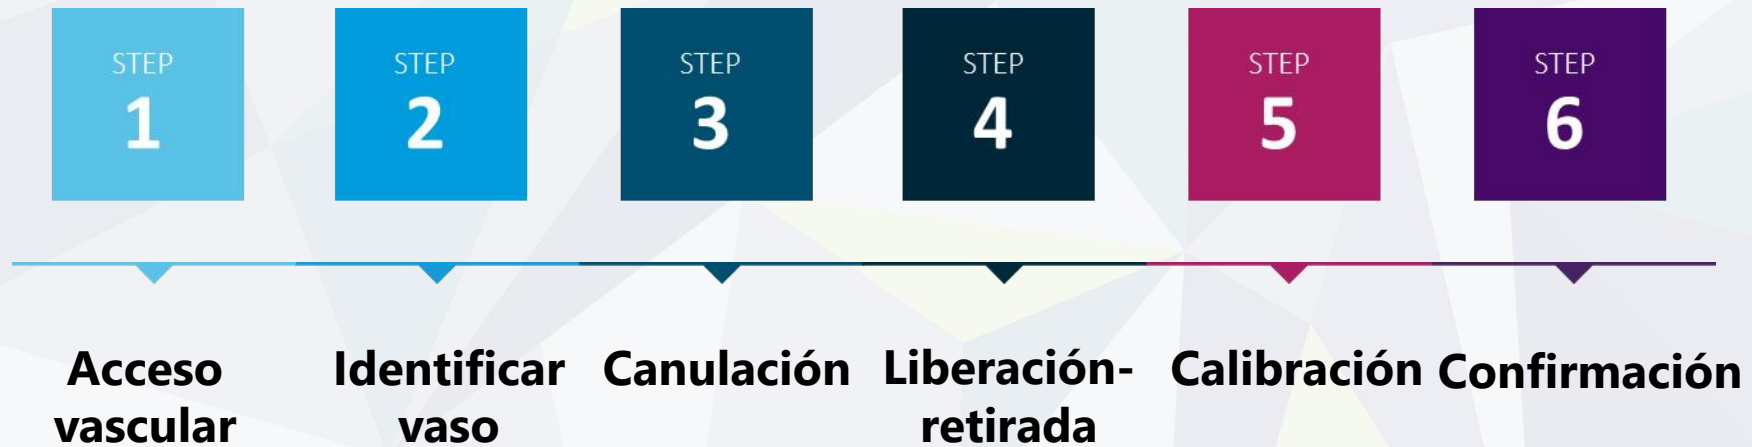 STEP
1
STEP
2
STEP
3
STEP
4
STEP
5
STEP
6
Acceso
vascular
Identificar
vaso
Canulación
Liberación-
retirada
Calibración
Confirmación